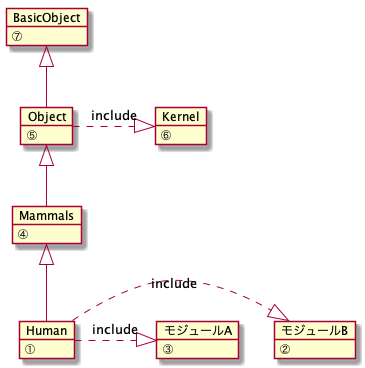 BasicObject
⑦
Object
⑤
include
Kernel
⑥
Mammals
④
include
Human
①
include
モジュールA
③
モジュールB
②